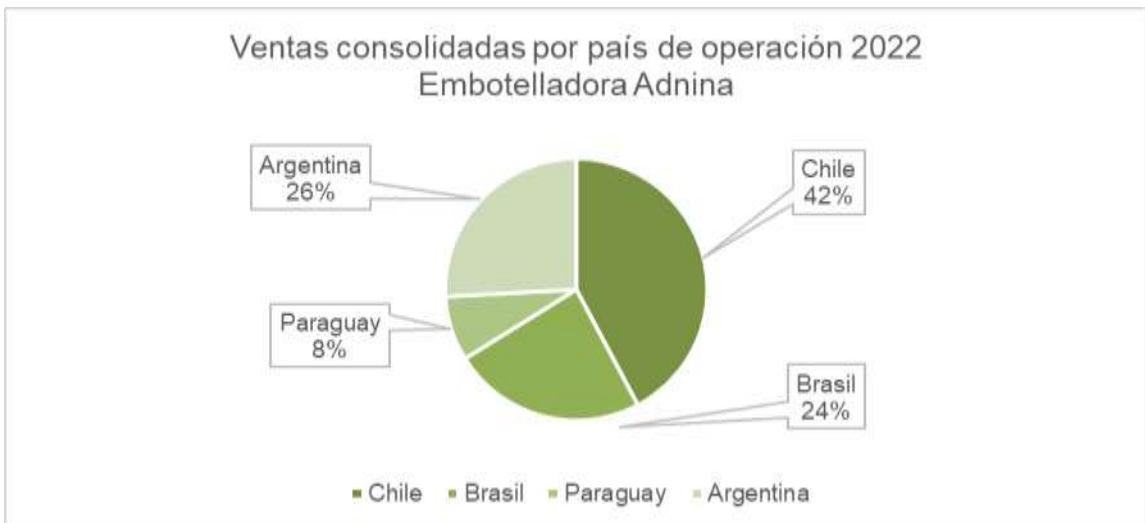 Ventas consolidadas por país de operación 2022
Embotelladora Adnina
Argentina
26%
Chile
42%
Paraguay
8%
Brasil
24%
Chile Brasil Paraguay Argentina